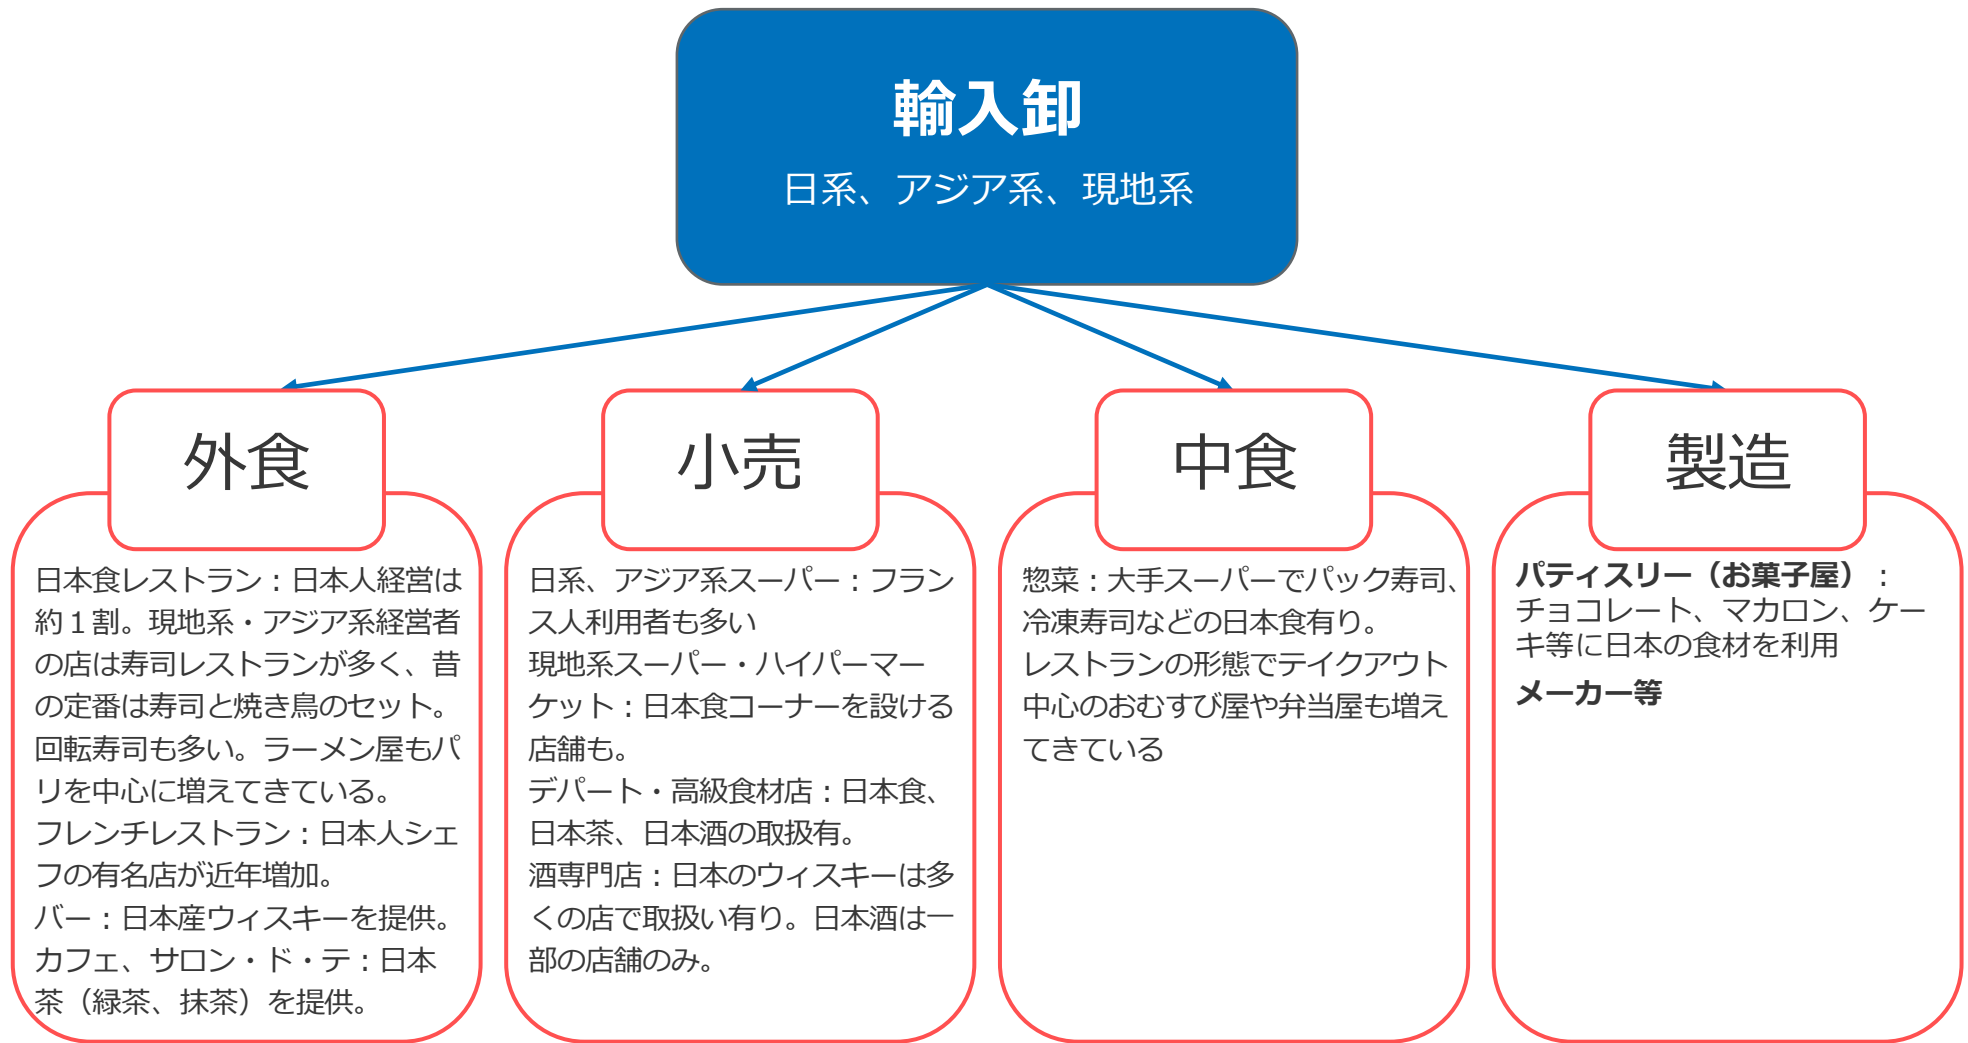 輸入卸
日系、アジア系、現地系
外食
日本食レストラン：日本人経営は
約１割。現地系・アジア系経営者
の店は寿司レストランが多く、昔
の定番は寿司と焼き鳥のセット。
回転寿司も多い。ラーメン屋もパ
リを中心に増えてきている。
フレンチレストラン：日本人シェ
フの有名店が近年増加。
バー：日本産ウィスキーを提供。
カフェ、サロン・ド・テ：日本
茶（緑茶、抹茶）を提供。
小売
日系、アジア系スーパー：フラン
ス人利用者も多い
現地系スーパー・ハイパーマー
ケット：日本食コーナーを設ける
店舗も。
デパート・高級食材店：日本食、
日本茶、日本酒の取扱有。
酒専門店：日本のウィスキーは多
くの店で取扱い有り。日本酒は一
部の店舗のみ。
中食
惣菜：大手スーパーでパック寿司、
冷凍寿司などの日本食有り。
レストランの形態でテイクアウト
中心のおむすび屋や弁当屋も増え
てきている
製造
パティスリー（お菓子屋）：
チョコレート、マカロン、ケー
キ等に日本の食材を利用
メーカー等